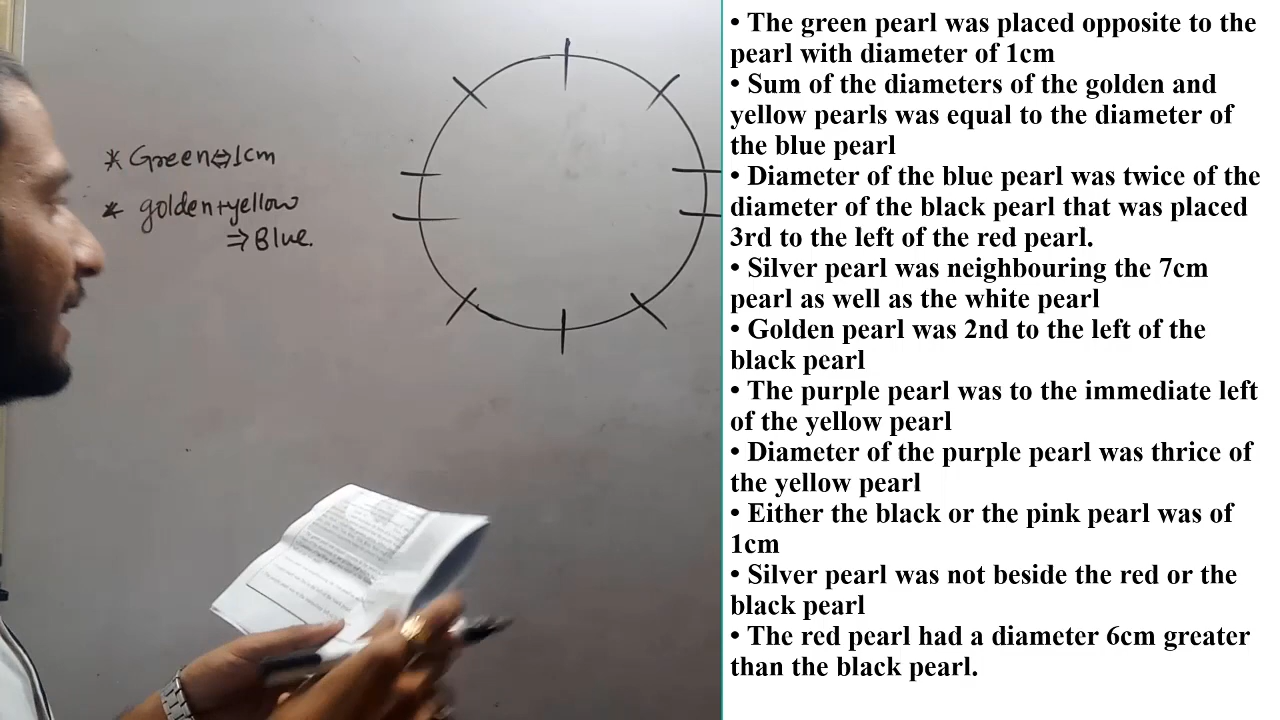 * Green⇔1cm
* golden+yellow
⇒Blue.
• The green pearl was placed opposite to the
pearl with diameter of 1cm
• Sum of the diameters of the golden and
yellow pearls was equal to the diameter of
the blue pearl
• Diameter of the blue pearl was twice of the
diameter of the black pearl that was placed
3rd to the left of the red pearl.
• Silver pearl was neighbouring the 7cm
pearl as well as the white pearl
• Golden pearl was 2nd to the left of the
black pearl
• The purple pearl was to the immediate left
of the yellow pearl
• Diameter of the purple pearl was thrice of
the yellow pearl
• Either the black or the pink pearl was of
1cm
• Silver pearl was not beside the red or the
black pearl
• The red pearl had a diameter 6cm greater
than the black pearl.